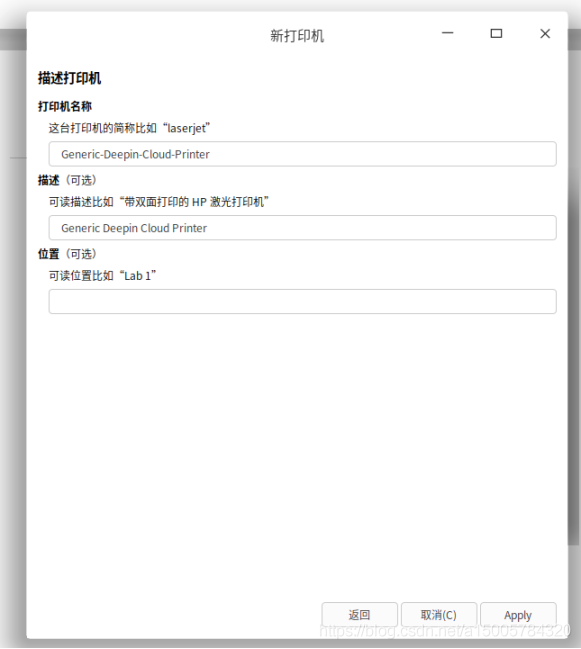 新打印机
描述打印机
打印机名称
这台打印机的简称比如“laserjet”
Generic-Deepin-Cloud-Printer
描述（可选）
可读描述比如“带双面打印的 HP 激光打印机”
Generic Deepin Cloud Printer
位置（可选）
可读位置比如“Lab 1”
返回 取消(C) Apply
https://blog.csdn.net/a15005784320